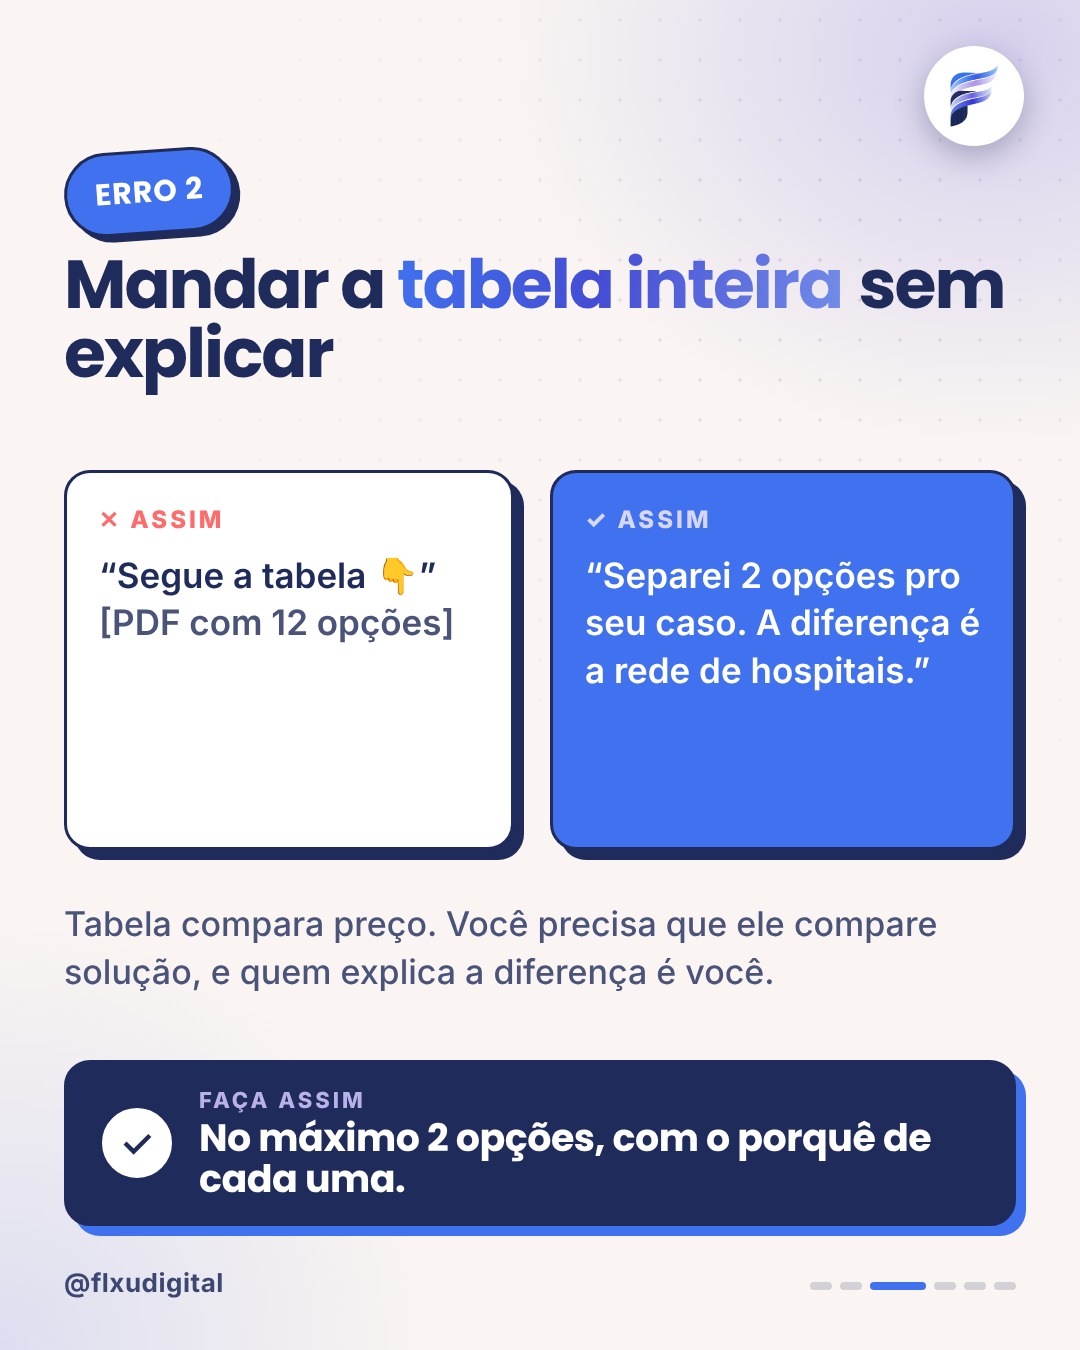 ERRO 2
Mandar a tabela inteira sem
explicar
✕ ASSIM
“Segue a tabela 👇”
[PDF com 12 opções]
✓ ASSIM
“Separei 2 opções pro
seu caso. A diferença é
a rede de hospitais.”
Tabela compara preço. Você precisa que ele compare
solução, e quem explica a diferença é você.
FAÇA ASSIM
No máximo 2 opções, com o porquê de
cada uma.
@flxudigital